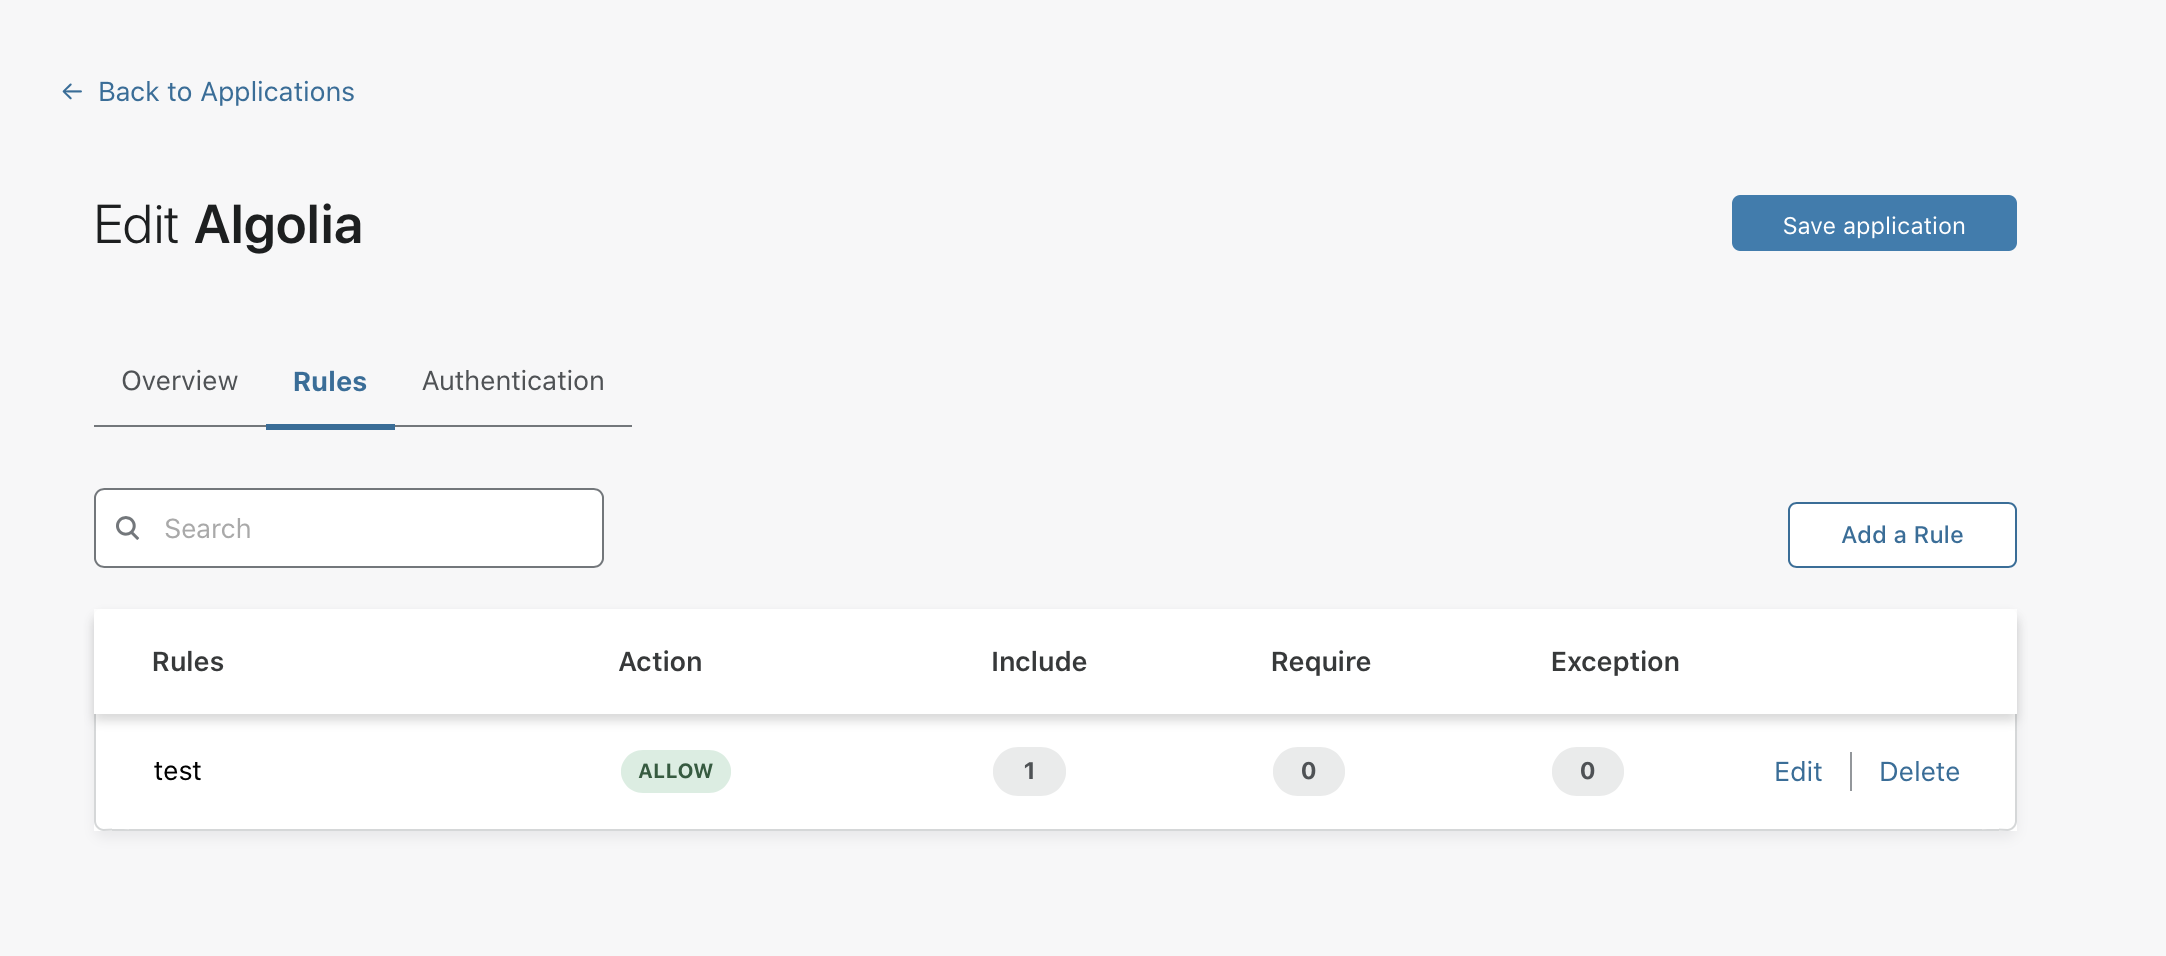 ← Back to Applications
Edit Algolia
Save application
Overview Rules Authentication
Search
Add a Rule
Rules Action Include Require Exception
test ALLOW 1 0 0 Edit Delete